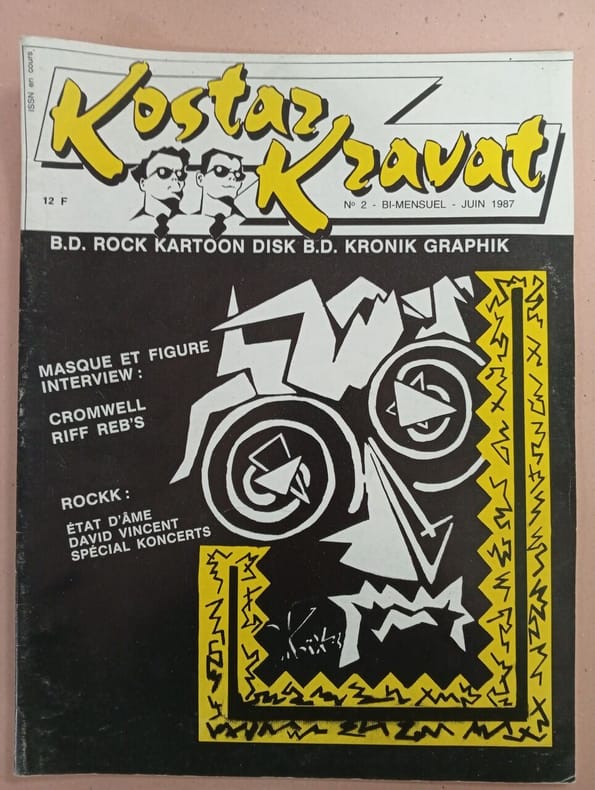 ISSN en cours
Kostar
Kravat
12 F
N° 2 - BI-MENSUEL - JUIN 1987
B.D. ROCK KARTOON DISK B.D. KRONIK GRAPHIK
MASQUE ET FIGURE
INTERVIEW :
CROMWELL
RIFF REB'S
ROCKK :
ÉTAT D'ÂME
DAVID VINCENT
SPÉCIAL KONCERTS